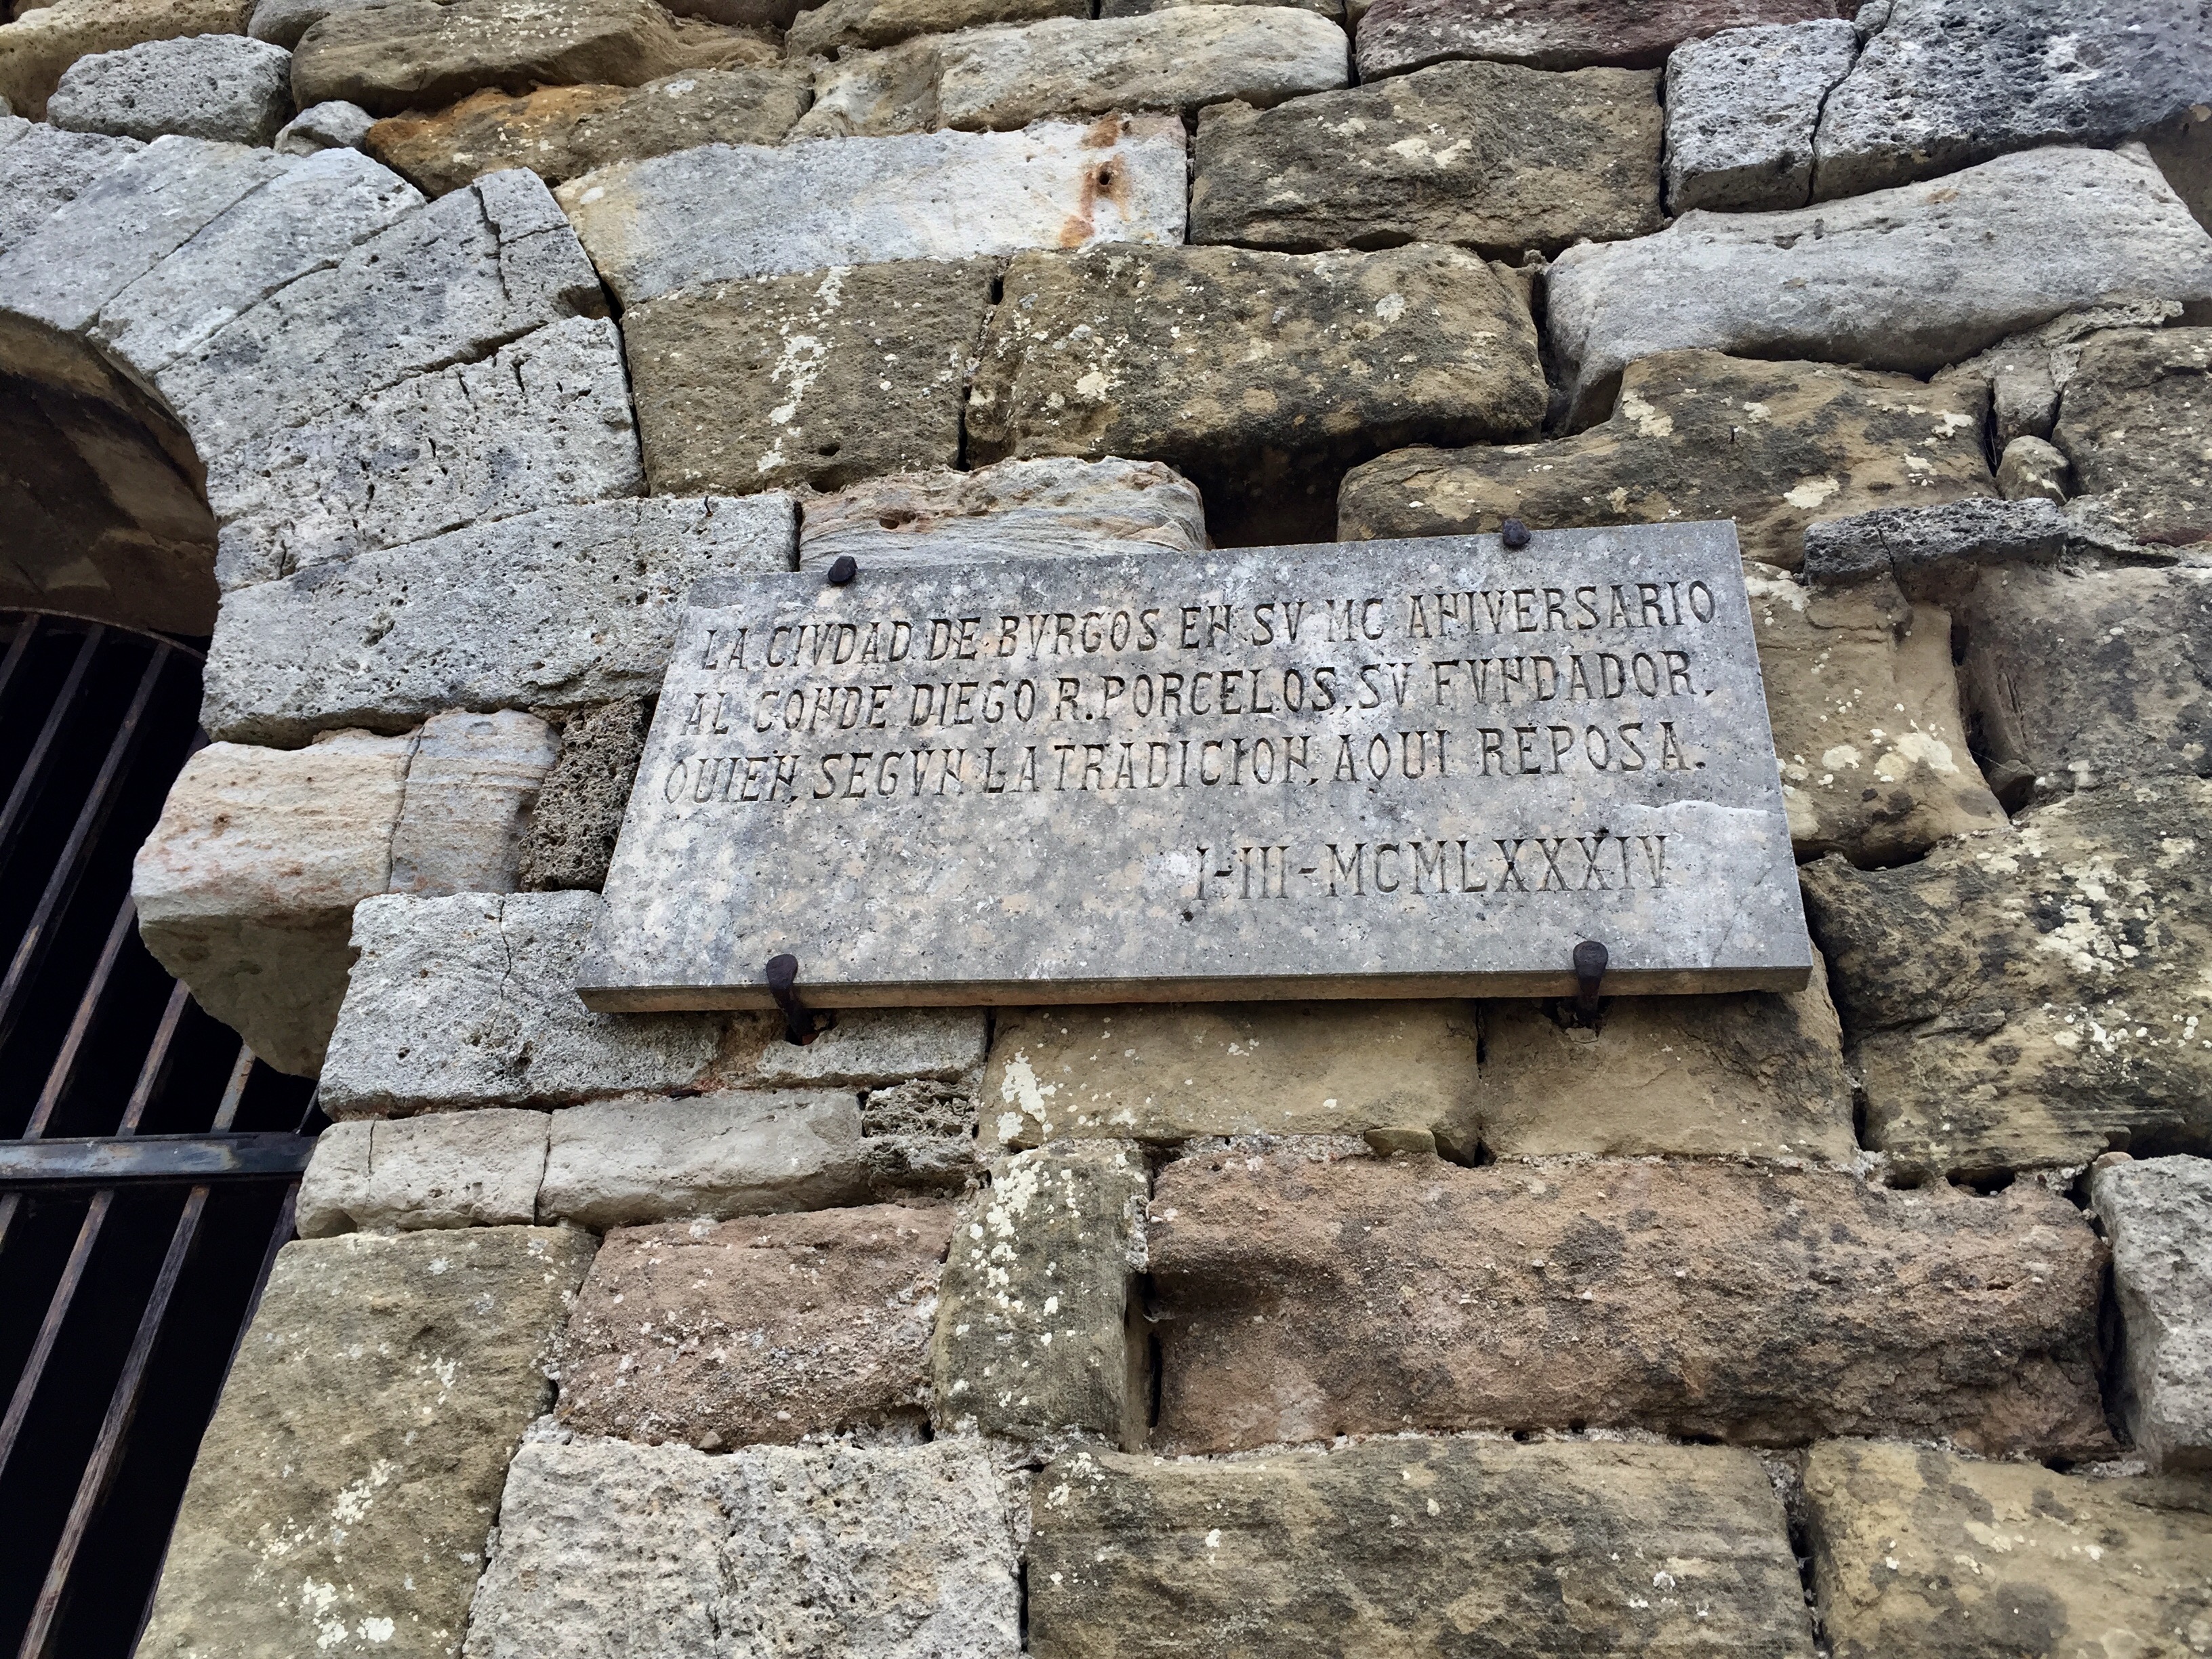 LA CIVDAD DE BVRGOS EN SV MC ANIVERSARIO
AL CONDE DIEGO R. PORCELOS, SV FVNDADOR,
QUIEN, SEGVN LA TRADICION, AQUI REPOSA.
I-III-MCMLXXXIV